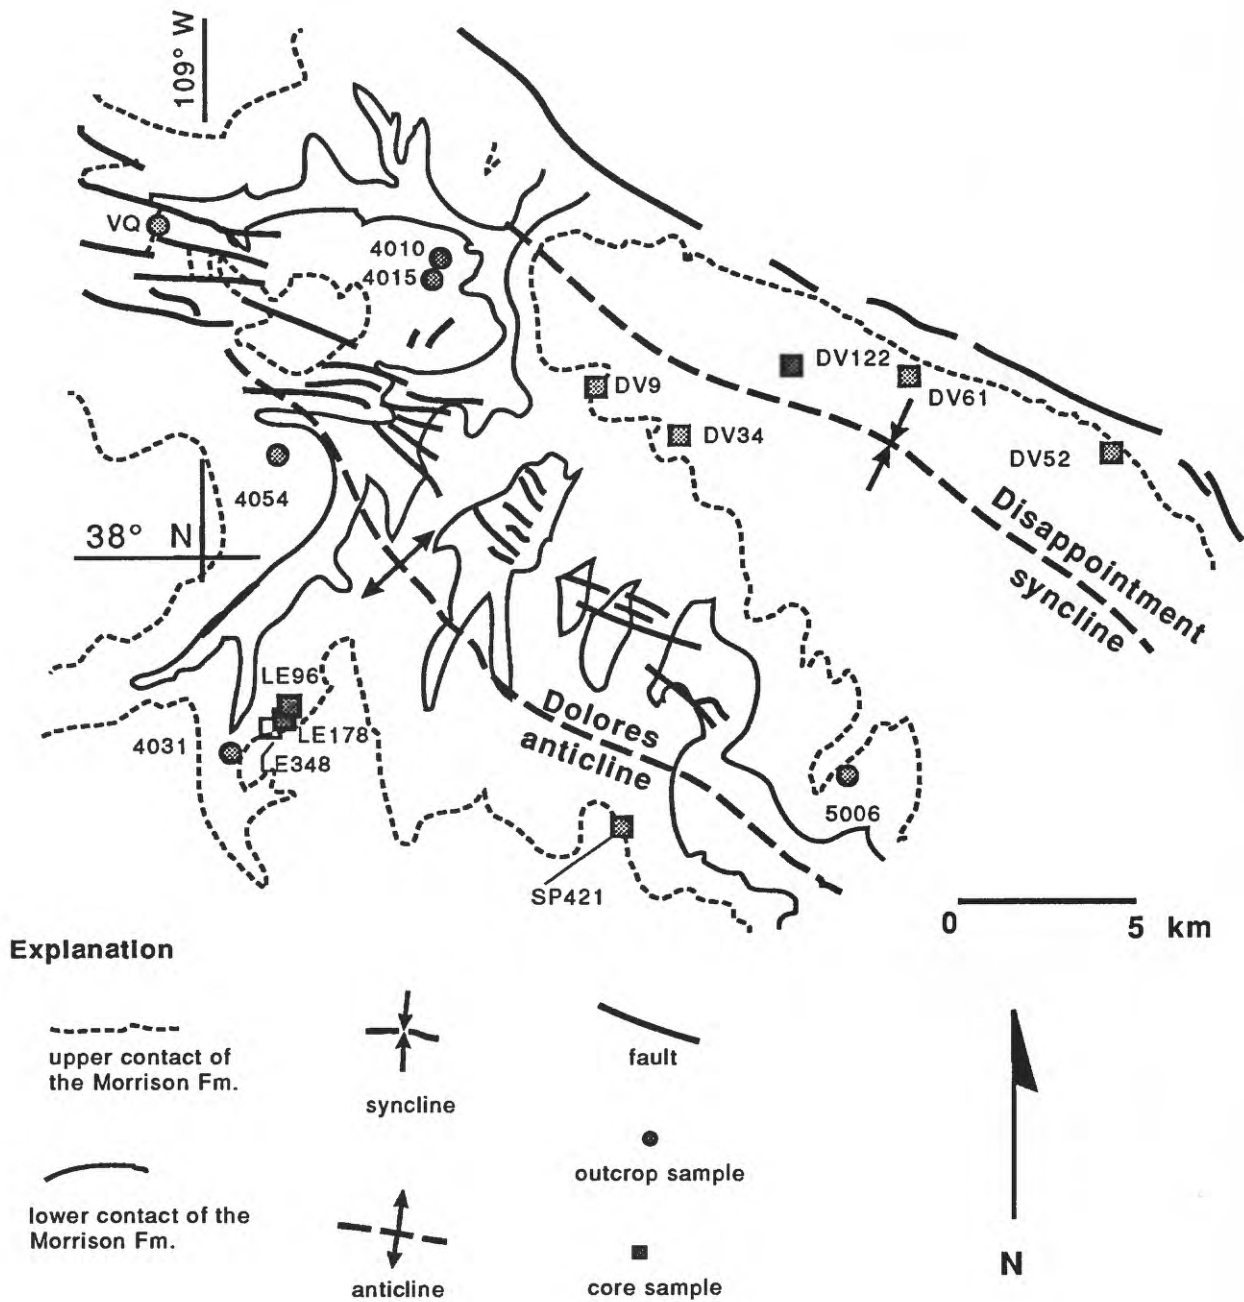 109° W
VQ
4010
4015
DV122
DV9
DV61
DV34
DV52
4054
38° N
Disappointment
syncline
LE96
LE178
4031
LE348
Dolores
anticline
5006
SP421
0 5 km
Explanation
upper contact of
the Morrison Fm.
syncline
fault
outcrop sample
lower contact of the
Morrison Fm.
anticline
core sample
N